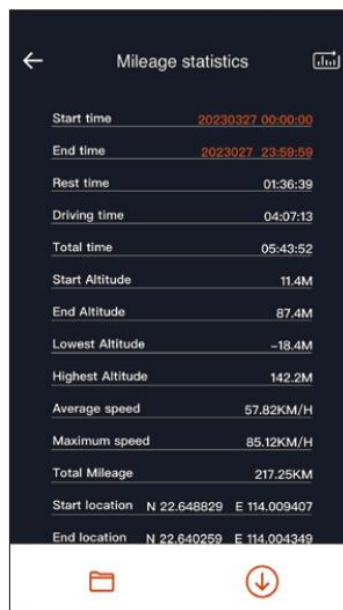 Mileage statistics
Start time 20230327 00:00:00
End time 2023027 23:59:59
Rest time 01:36:39
Driving time 04:07:13
Total time 05:43:52
Start Altitude 11.4M
End Altitude 87.4M
Lowest Altitude -18.4M
Highest Altitude 142.2M
Average speed 57.82KM/H
Maximum speed 85.12KM/H
Total Mileage 217.25KM
Start location N 22.648829 E 114.009407
End location N 22.640259 E 114.004349